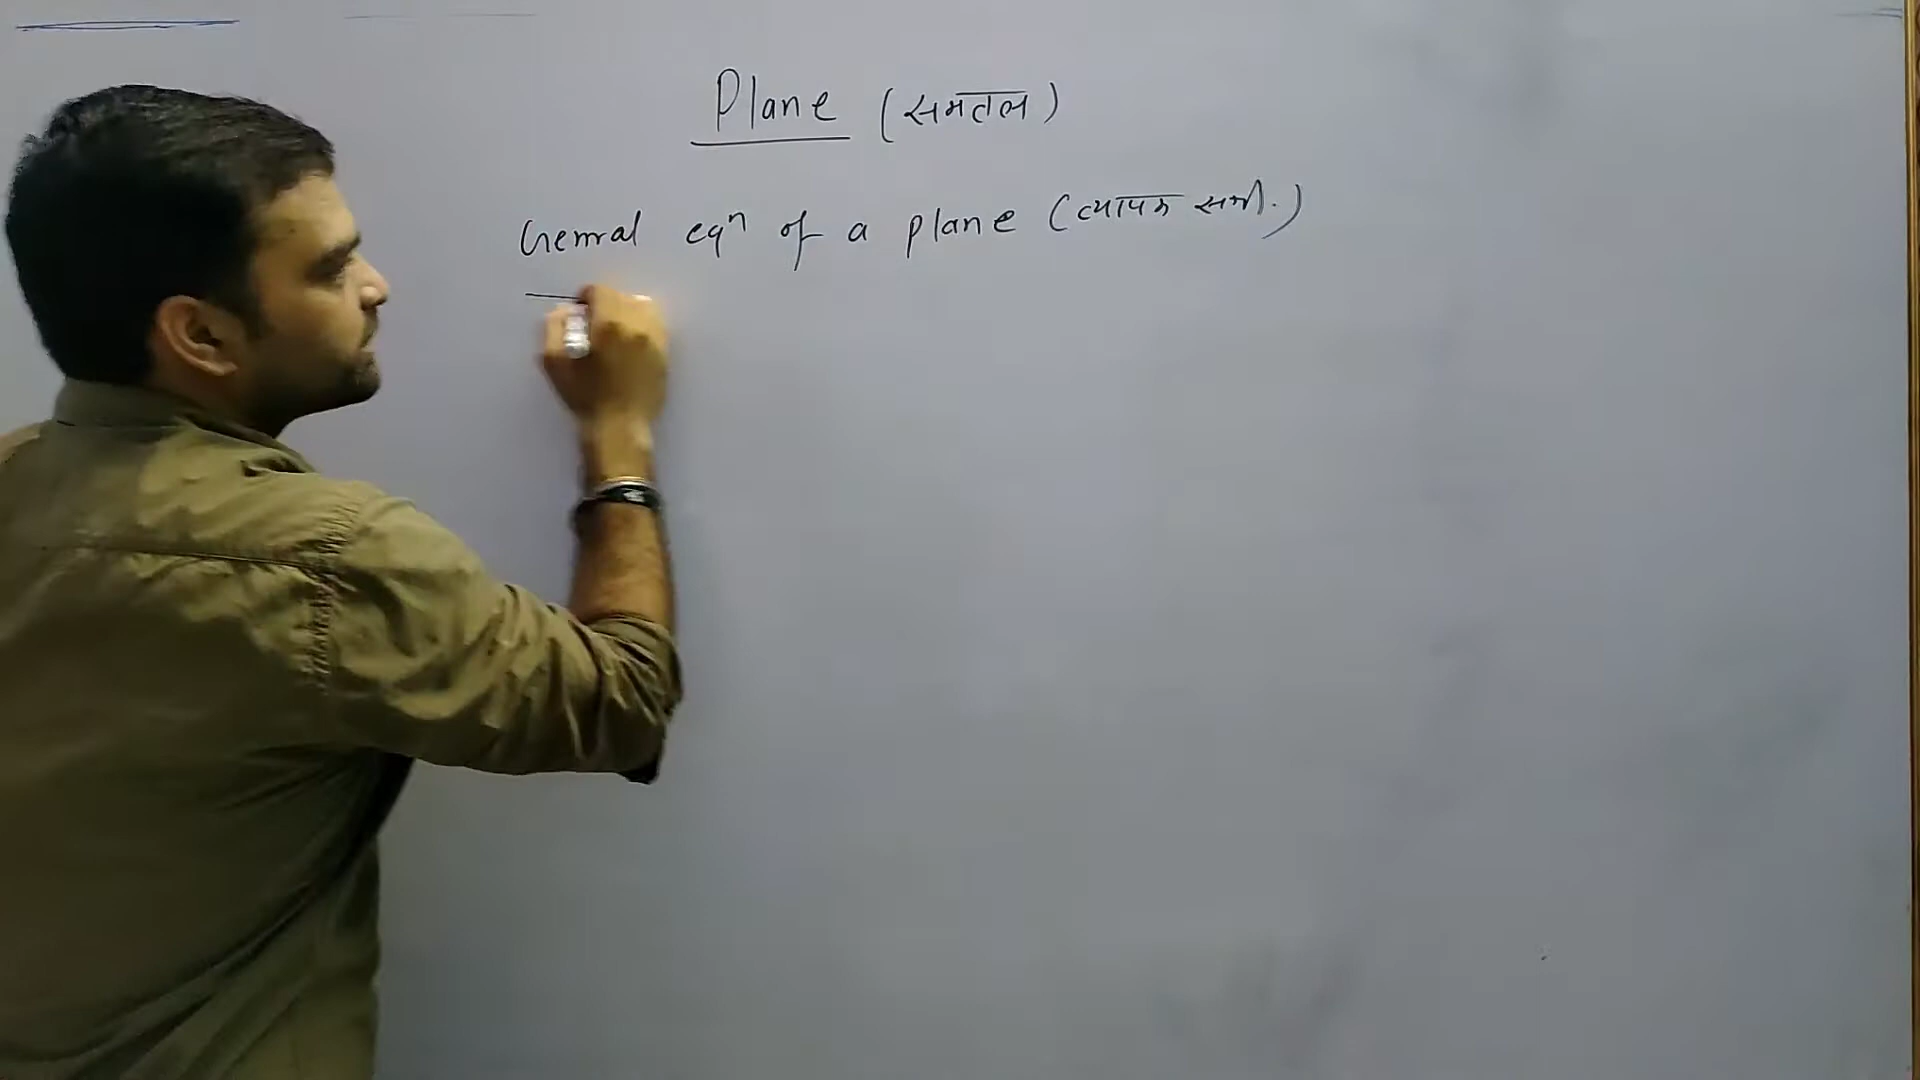 Plane (समतल)
General eqn of a plane (व्यापक समी.)